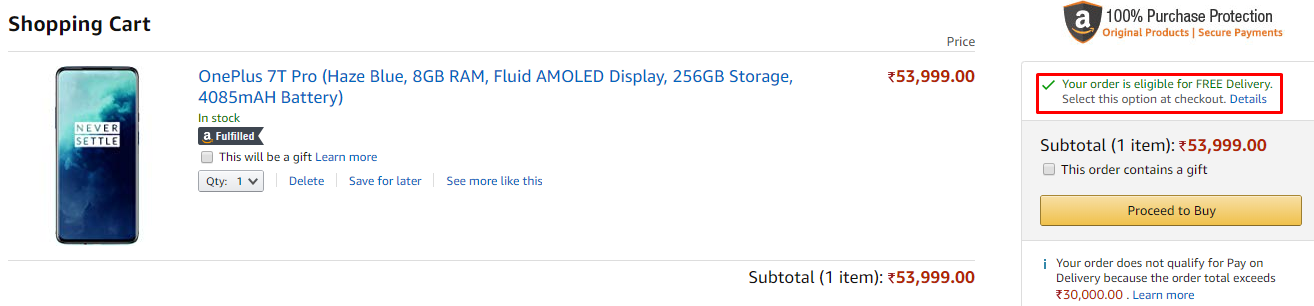 Shopping Cart
Price
NEVER
SETTLE
OnePlus 7T Pro (Haze Blue, 8GB RAM, Fluid AMOLED Display, 256GB Storage,
4085mAH Battery)
₹53,999.00
In stock
a Fulfilled
This will be a gift Learn more
Qty: 1
Delete
Save for later
See more like this
Subtotal (1 item): ₹53,999.00
a
100% Purchase Protection
Original Products | Secure Payments
Your order is eligible for FREE Delivery.
Select this option at checkout. Details
Subtotal (1 item): ₹53,999.00
This order contains a gift
Proceed to Buy
i Your order does not qualify for Pay on
Delivery because the order total exceeds
₹30,000.00 . Learn more